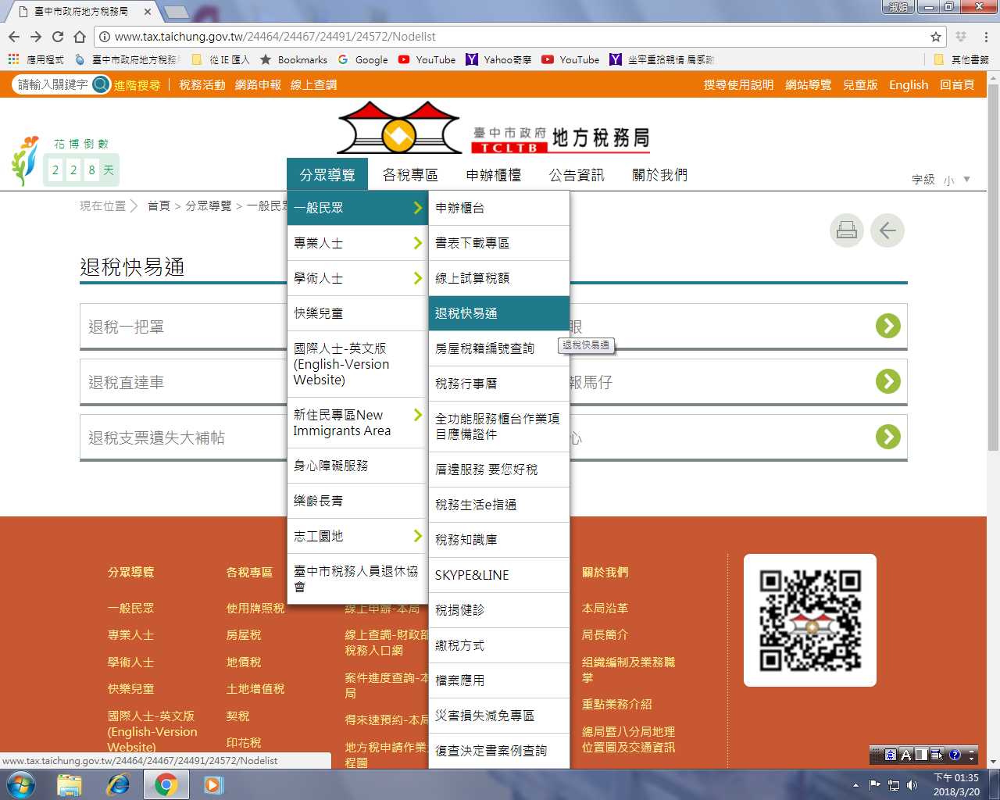 臺中市政府地方稅務局
淑娟
www.tax.taichung.gov.tw/24464/24467/24491/24572/Nodelist
應用程式
臺中市政府地方稅務局
從 IE 匯入
Bookmarks
Google
YouTube
Yahoo奇摩
YouTube
坐牢重拾親情 屬感謝
其他書籤
請輸入關鍵字
進階搜尋
稅務活動
網路申報
線上查調
搜尋使用說明
網站導覽
兒童版
English
回首頁
花博倒數
2 2 8 天
臺中市政府
TCLTB
地方稅務局
分眾導覽
各稅專區
申辦櫃檯
公告資訊
關於我們
字級 小
現在位置
首頁 > 分眾導覽 > 一般民眾
退稅快易通
退稅一把罩
眼
退稅直達車
報馬仔
退稅支票遺失大補帖
心
一般民眾
專業人士
學術人士
快樂兒童
國際人士-英文版
(English-Version
Website)
新住民專區New
Immigrants Area
身心障礙服務
樂齡長青
志工園地
臺中市稅務人員退休協
會
申辦櫃台
書表下載專區
線上試算稅額
退稅快易通
房屋稅籍編號查詢
稅務行事曆
全功能服務櫃台作業項
目應備證件
厝邊服務 要您好稅
稅務生活e指通
稅務知識庫
SKYPE&LINE
稅捐健診
繳稅方式
檔案應用
災害損失減免專區
復查決定書案例查詢
退稅快易通
分眾導覽
一般民眾
專業人士
學術人士
快樂兒童
國際人士-英文版
(English-Version
Website)
各稅專區
使用牌照稅
房屋稅
地價稅
土地增值稅
契稅
印花稅
線上申辦-本局
線上查調-財政部
稅務入口網
案件進度查詢-本
局
得來速預約-本局
地方稅申請作業
程圖
關於我們
本局沿革
局長簡介
組織編制及業務職
掌
重點業務介紹
總局暨八分局地理
位置圖及交通資訊
www.tax.taichung.gov.tw/24464/24467/24491/24572/Nodelist
下午 01:35
2018/3/20